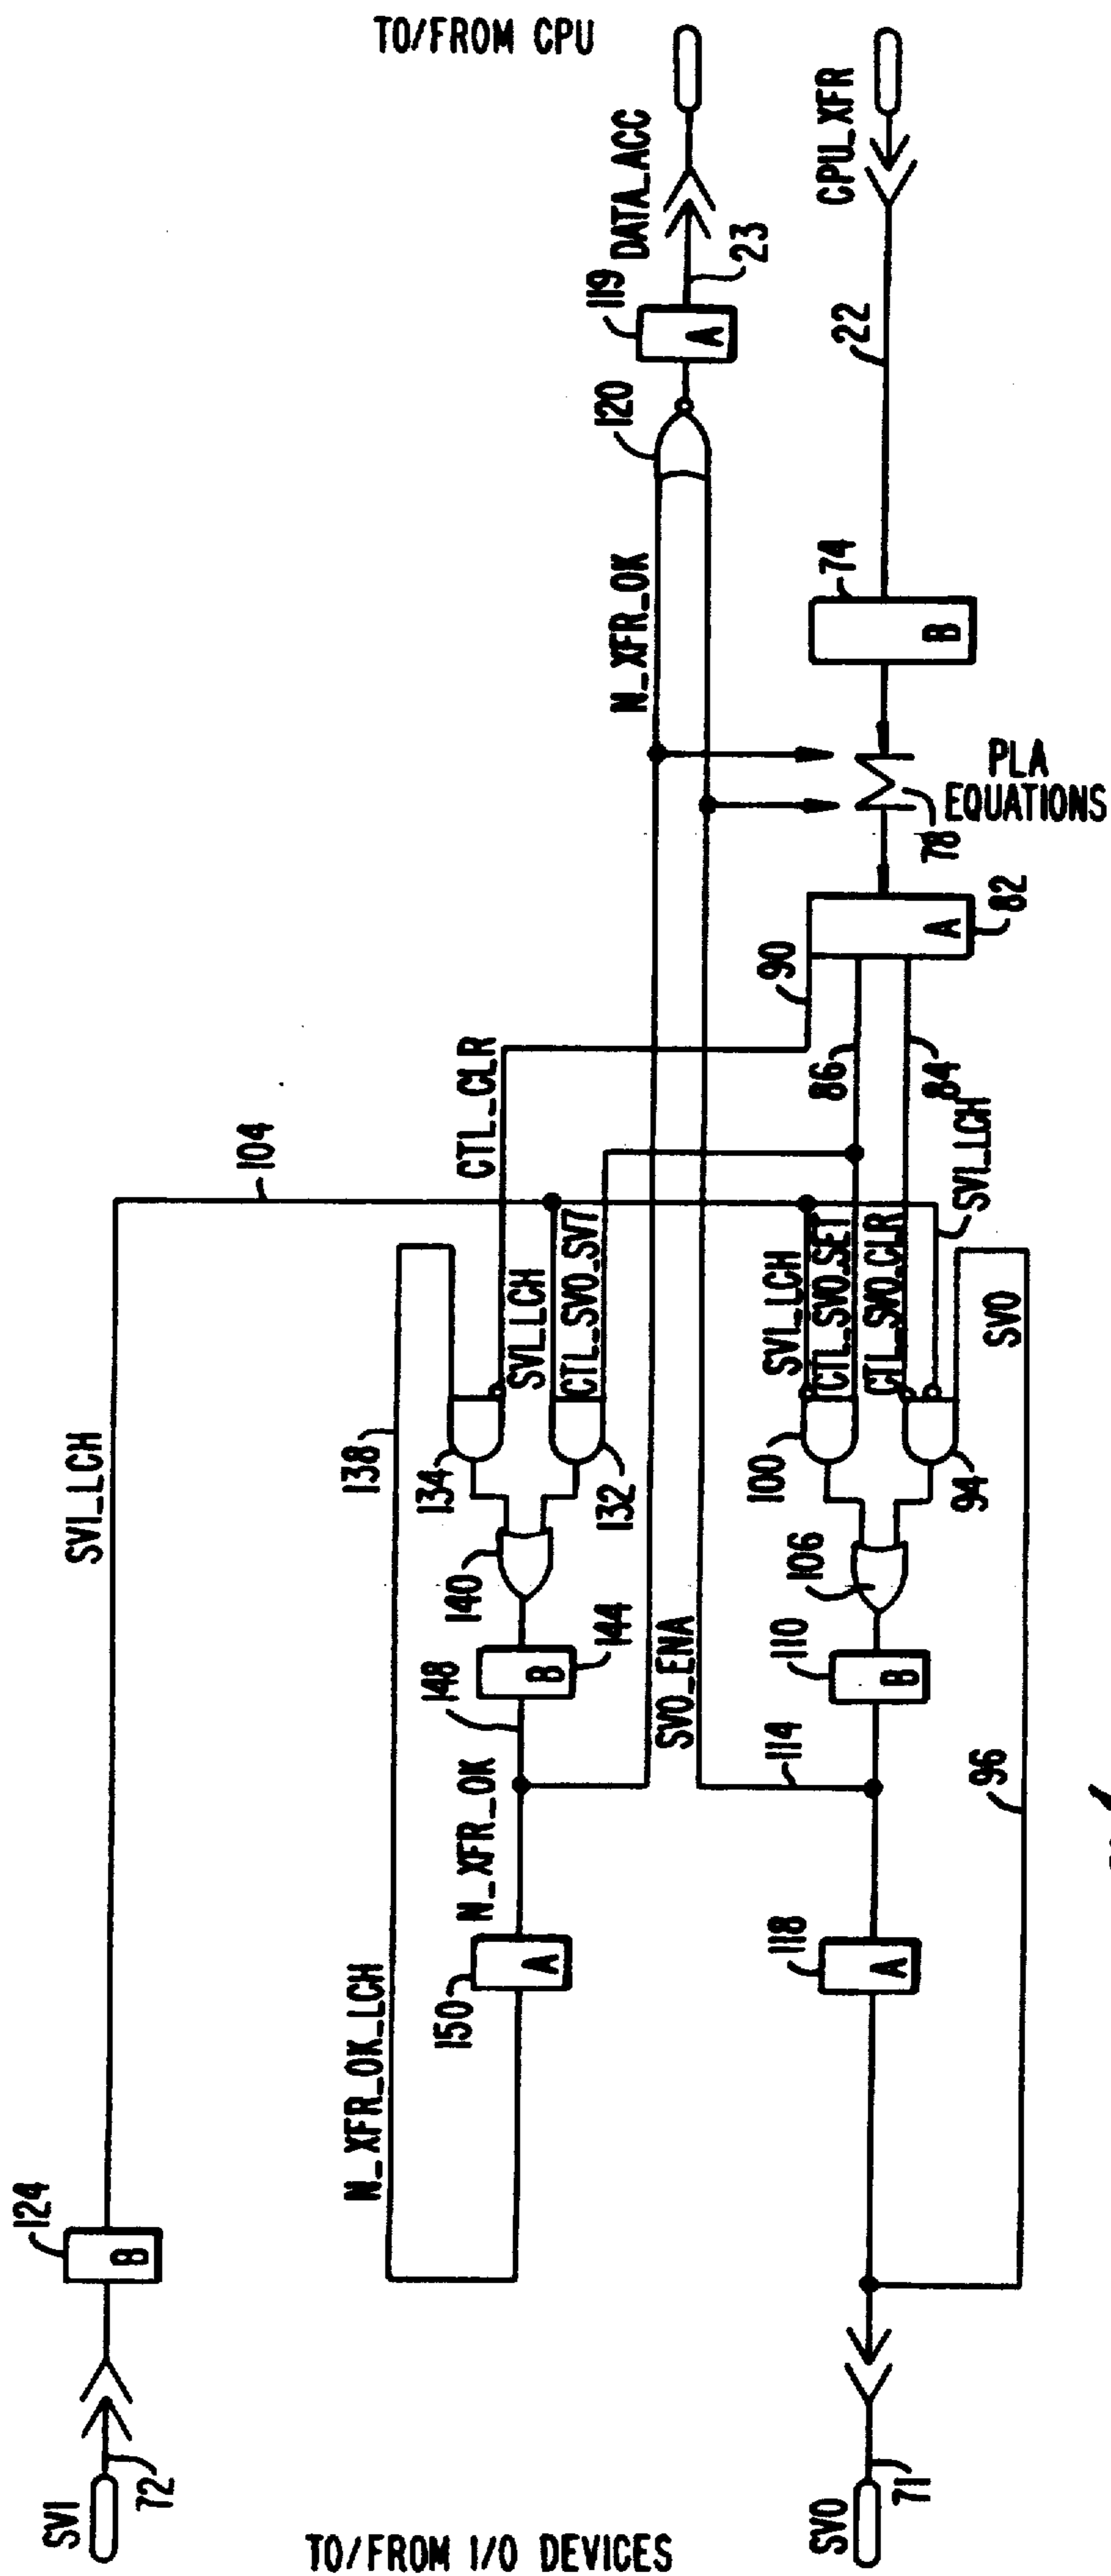 TO/FROM CPU
DATA_ACC
CPU_XFR
119
23
120
22
N_XFR_OK
74
A
B
PLA
EQUATIONS
78
82
A
90
CTL_CLR
86
84
104
SVI_LCH
SVI_LCH
CTL_SVO_SV7
SVI_LCH
CTL_SVO_SET
CTL_SVO_CLR
SVO
SVI_LCH
138
134
132
100
94
140
106
144
B
148
110
B
SVO_ENA
114
96
N_XFR_OK
N_XFR_OK_LCH
150
A
118
A
124
B
SVI
72
SVO
71
TO/FROM I/O DEVICES